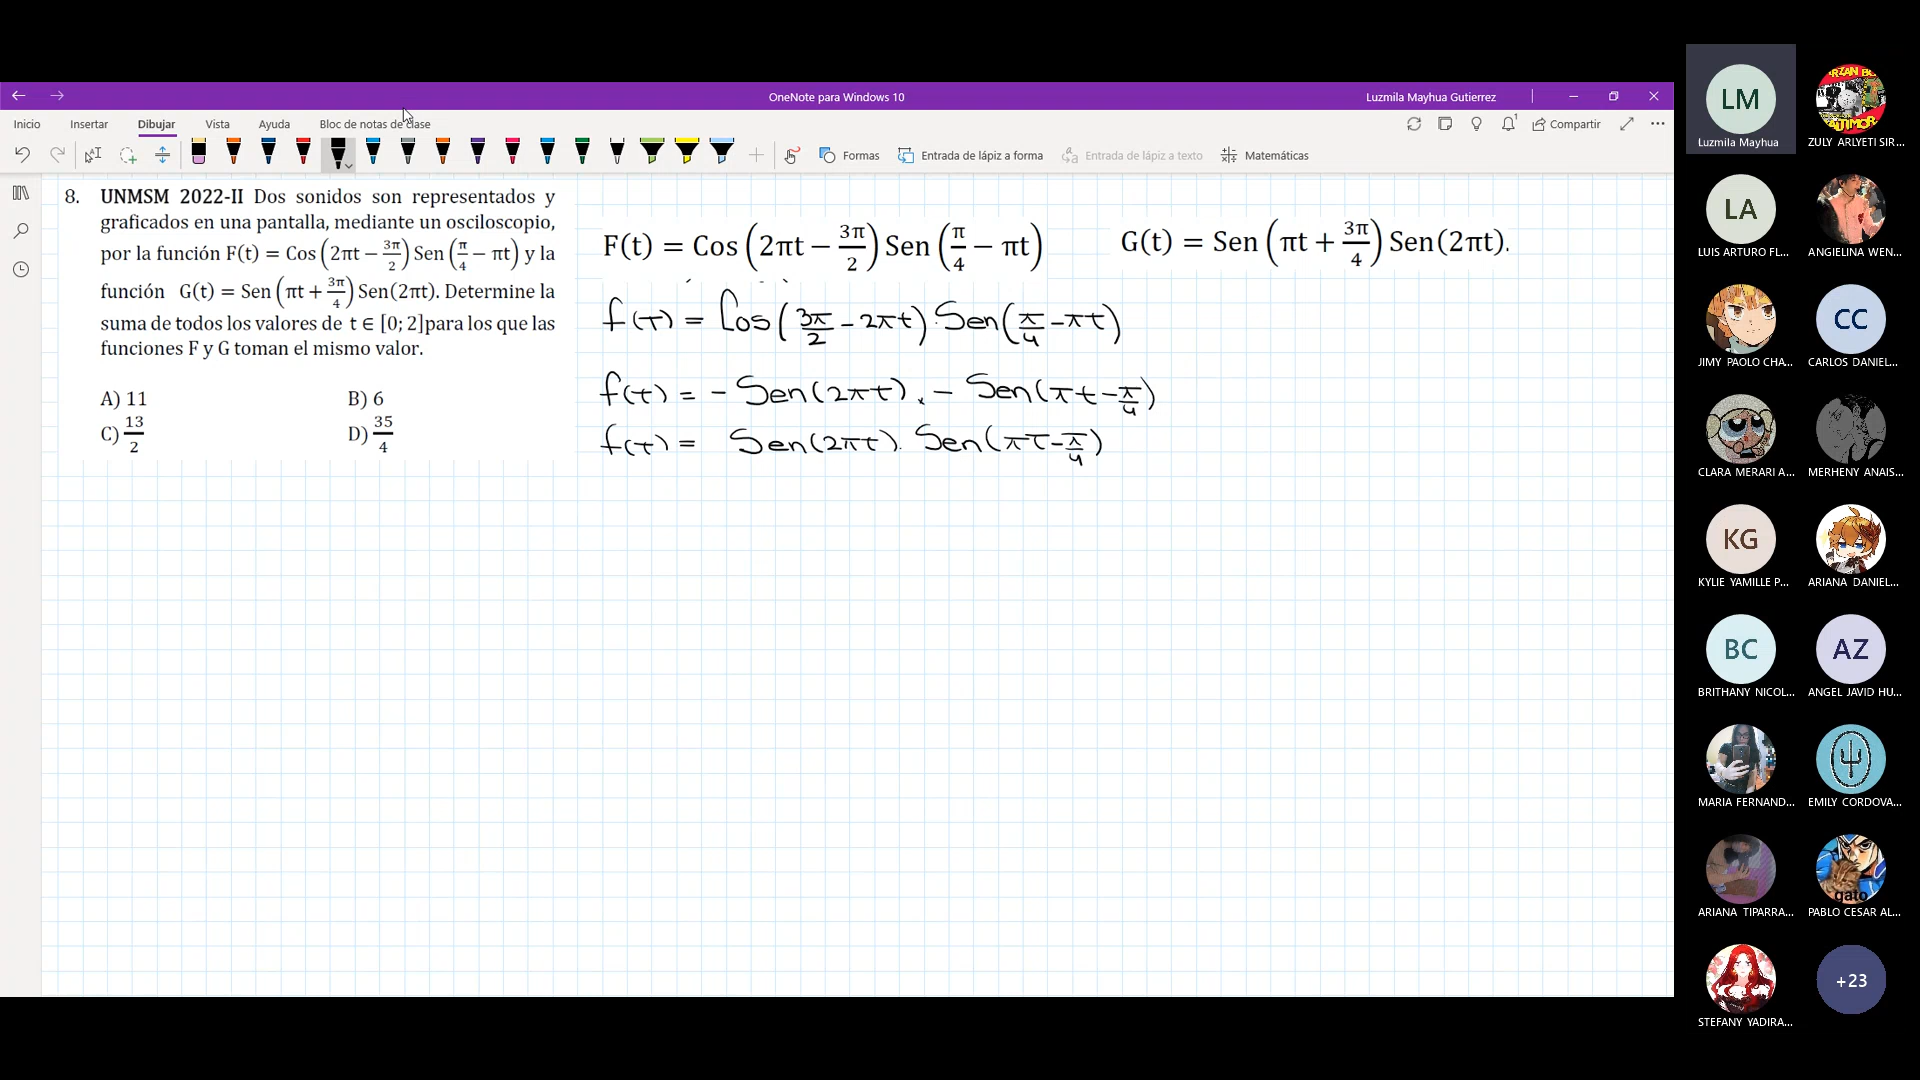 OneNote para Windows 10
Luzmila Mayhua Gutierrez
Inicio Insertar Dibujar Vista Ayuda Bloc de notas de clase
Compartir
Formas Entrada de lápiz a forma Entrada de lápiz a texto Matemáticas
8. UNMSM 2022-II Dos sonidos son representados y
graficados en una pantalla, mediante un osciloscopio,
por la función F(t) = Cos(2πt − 3π/2) Sen(π/4 − πt) y la
función G(t) = Sen(πt + 3π/4) Sen(2πt). Determine la
suma de todos los valores de t ∈ [0; 2]para los que las
funciones F y G toman el mismo valor.
A) 11 B) 6
C) 13/2 D) 35/4
F(t) = Cos(2πt − 3π/2) Sen(π/4 − πt)
G(t) = Sen(πt + 3π/4) Sen(2πt).
f(t) = Cos(3π/2 − 2πt).Sen(π/4 − πt)
f(t) = − Sen(2πt). − Sen(πt − π/4)
f(t) = Sen(2πt). Sen(πt − π/4)
LM
Luzmila Mayhua
ZULY ARLYETI SIR...
LA
LUIS ARTURO FL...
ANGIELINA WEN...
JIMY PAOLO CHA...
CC
CARLOS DANIEL...
CLARA MERARI A...
MERHENY ANAIS...
KG
KYLIE YAMILLE P...
ARIANA DANIEL...
BC
BRITHANY NICOL...
AZ
ANGEL JAVID HU...
MARIA FERNAND...
EMILY CORDOVA...
ARIANA TIPARRA...
gato
PABLO CESAR AL...
STEFANY YADIRA...
+23